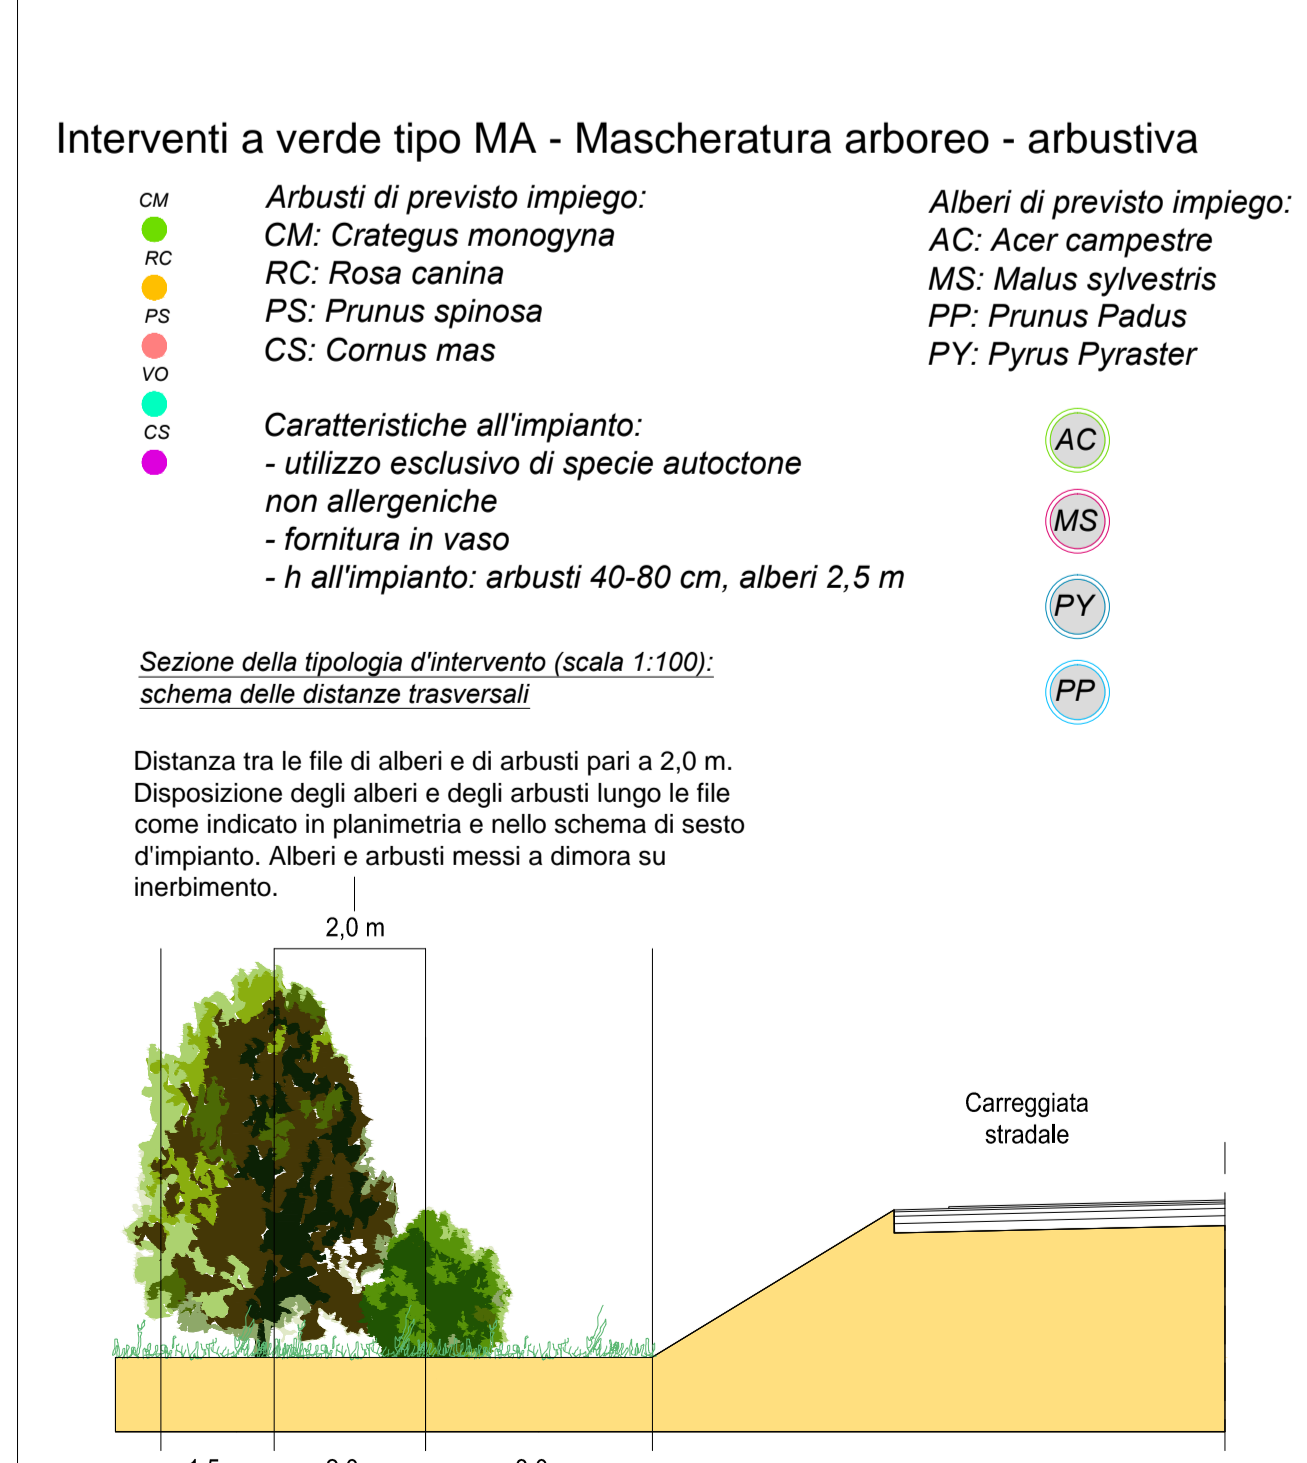 Interventi a verde tipo MA - Mascheratura arboreo - arbustiva
CM
RC
PS
VO
CS
Arbusti di previsto impiego:
CM: Crategus monogyna
RC: Rosa canina
PS: Prunus spinosa
CS: Cornus mas
Caratteristiche all'impianto:
- utilizzo esclusivo di specie autoctone
non allergeniche
- fornitura in vaso
- h all'impianto: arbusti 40-80 cm, alberi 2,5 m
Alberi di previsto impiego:
AC: Acer campestre
MS: Malus sylvestris
PP: Prunus Padus
PY: Pyrus Pyraster
AC
MS
PY
PP
Sezione della tipologia d'intervento (scala 1:100):
schema delle distanze trasversali
Distanza tra le file di alberi e di arbusti pari a 2,0 m.
Disposizione degli alberi e degli arbusti lungo le file
come indicato in planimetria e nello schema di sesto
d'impianto. Alberi e arbusti messi a dimora su
inerbimento.
2,0 m
Carreggiata
stradale